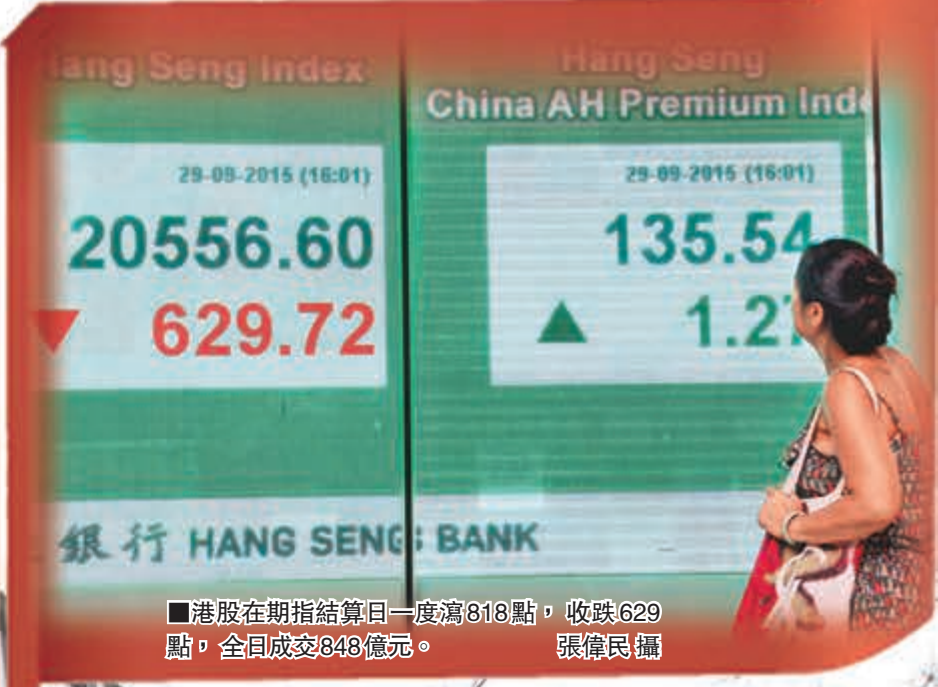 Hang Seng Index
29-09-2015 (16:01)
20556.60
629.72
Hang Seng
China AH Premium
29-09-2015 (16:01)
135.54
1.27
銀行 HANG SENG BANK
■港股在期指結算日一度瀉818點，收跌629
點，全日成交848億元。 張偉民 攝